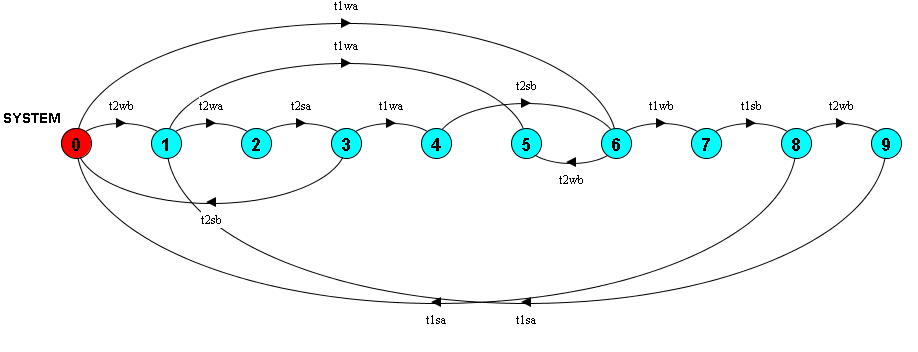 t1wa
t1wa
t2wb t2wa t2sa t1wa t2sb t1wb t1sb t2wb
SYSTEM
0 1 2 3 4 5 6 7 8 9
t2wb
t2sb
t1sa t1sa